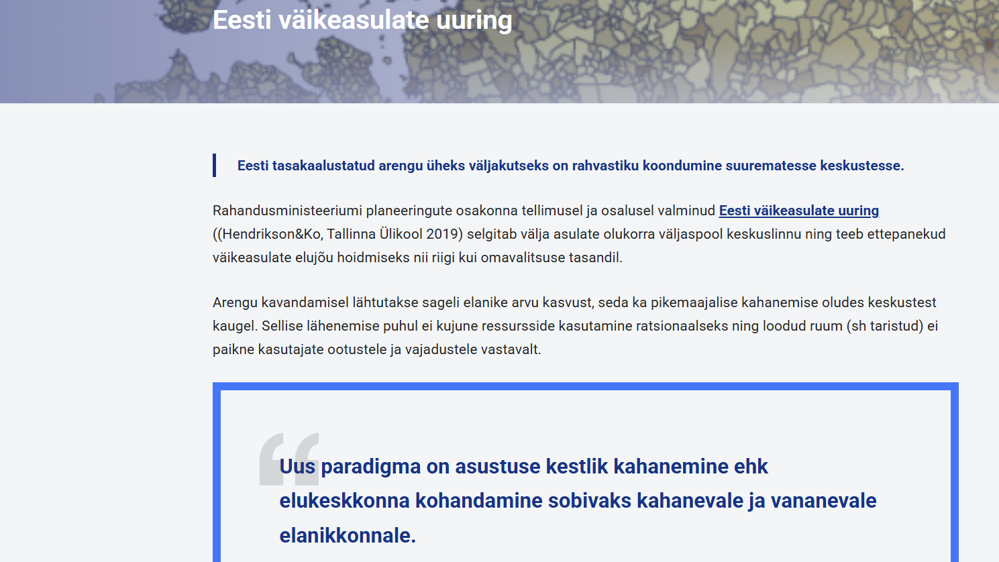 Eesti väikeasulate uuring
Eesti tasakaalustatud arengu üheks väljakutseks on rahvastiku koondumine suurematesse keskustesse.
Rahandusministeeriumi planeeringute osakonna tellimusel ja osalusel valminud Eesti väikeasulate uuring
((Hendrikson&Ko, Tallinna Ülikool 2019) selgitab välja asulate olukorra väljaspool keskuslinnu ning teeb ettepanekud
väikeasulate elujõu hoidmiseks nii riigi kui omavalitsuse tasandil.
Arengu kavandamisel lähtutakse sageli elanike arvu kasvust, seda ka pikemaajalise kahanemise oludes keskustest
kaugel. Sellise lähenemise puhul ei kujune ressursside kasutamine ratsionaalseks ning loodud ruum (sh taristud) ei
paikne kasutajate ootustele ja vajadustele vastavalt.
Uus paradigma on asustuse kestlik kahanemine ehk
elukeskkonna kohandamine sobivaks kahanevale ja vananevale
elanikkonnale.